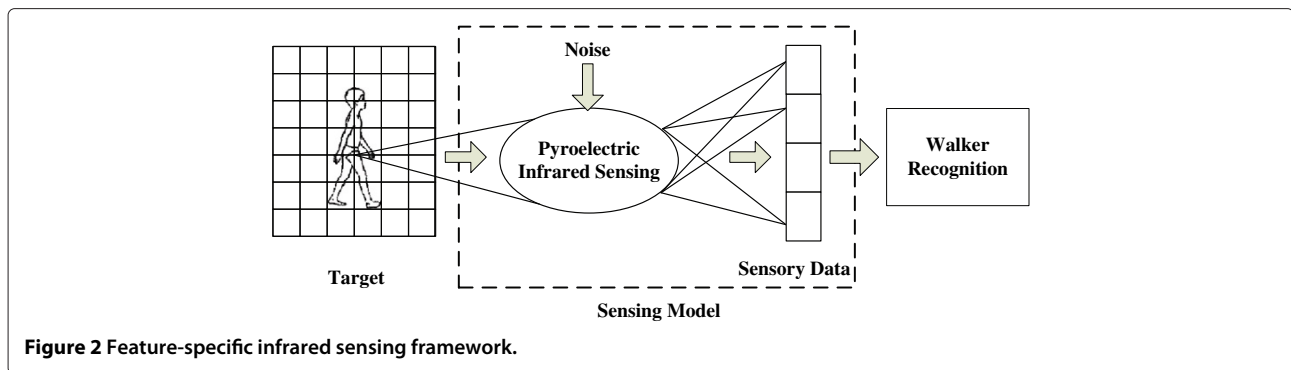 Noise
Pyroelectric
Infrared Sensing
Walker
Recognition
Target
Sensory Data
Sensing Model
Figure 2 Feature-specific infrared sensing framework.